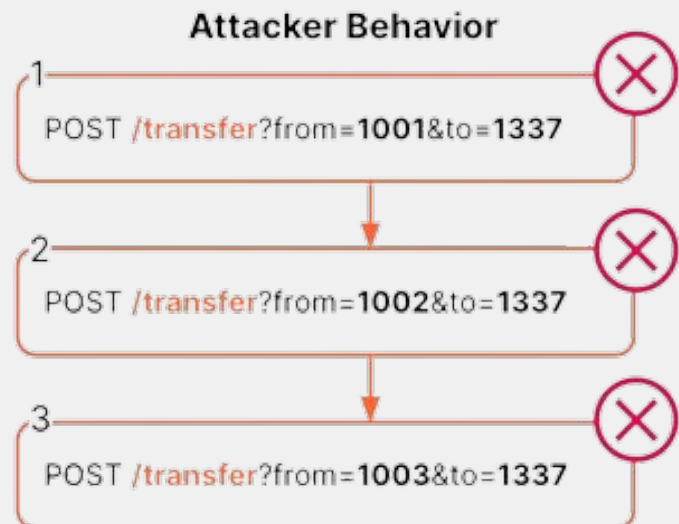 Attacker Behavior
1
POST /transfer?from=1001&to=1337
2
POST /transfer?from=1002&to=1337
3
POST /transfer?from=1003&to=1337